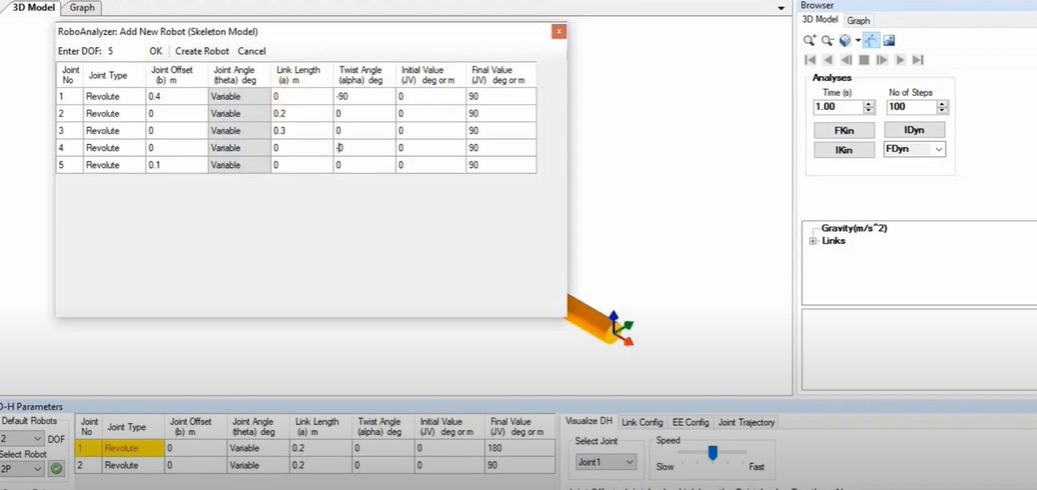 3D Model Graph
RoboAnalyzer: Add New Robot (Skeleton Model)
x
Enter DOF: 5 OK Create Robot Cancel
Joint No Joint Type Joint Offset (b) m Joint Angle (theta) deg Link Length (a) m Twist Angle (alpha) deg Initial Value (JV) deg or m Final Value (JV) deg or m
1 Revolute 0.4 Variable 0 -90 0 90
2 Revolute 0 Variable 0.2 0 0 90
3 Revolute 0 Variable 0.3 0 0 90
4 Revolute 0 Variable 0 -0 0 90
5 Revolute 0.1 Variable 0 0 0 90
Browser
3D Model Graph
Analyses
Time (s) No of Steps
1.00 100
FKin IDyn
IKin FDyn
Gravity(m/s^2)
Links
D-H Parameters
Default Robots
2 DOF
Select Robot
2P
Joint No Joint Type Joint Offset (b) m Joint Angle (theta) deg Link Length (a) m Twist Angle (alpha) deg Initial Value (JV) deg or m Final Value (JV) deg or m
1 Revolute 0 Variable 0.2 0 0 180
2 Revolute 0 Variable 0.2 0 0 90
Visualize DH Link Config EE Config Joint Trajectory
Select Joint Speed
Joint1
Slow Fast